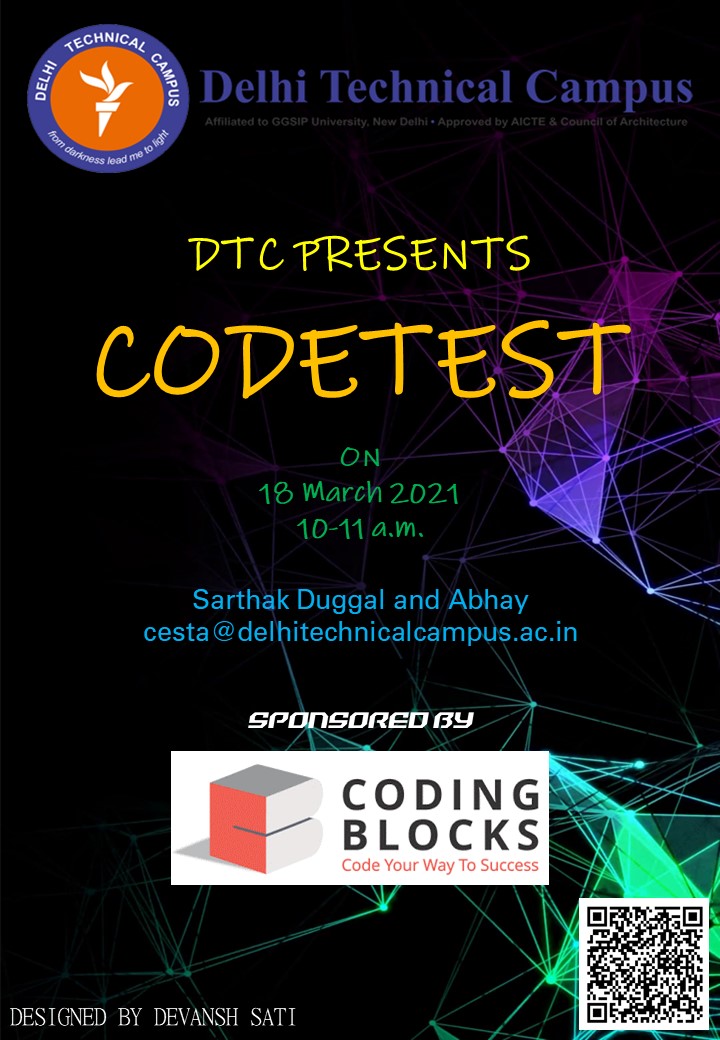 DELHI TECHNICAL CAMPUS
from darkness lead me to light
Delhi Technical Campus
Affiliated to GGSIP University, New Delhi • Approved by AICTE & Council of Architecture
DTC PRESENTS
CODETEST
ON
18 March 2021
10-11 a.m.
Sarthak Duggal and Abhay
cesta@delhitechnicalcampus.ac.in
SPONSORED BY
CODING
BLOCKS
Code Your Way To Success
DESIGNED BY DEVANSH SATI